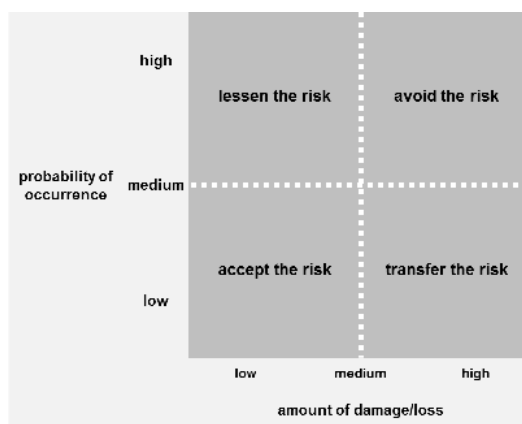 high
lessen the risk
avoid the risk
probability of
occurrence
medium
accept the risk
transfer the risk
low
low
medium
high
amount of damage/loss